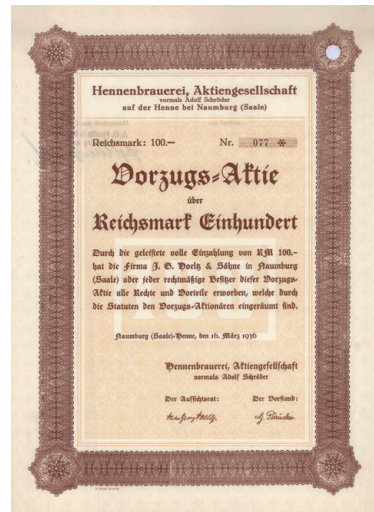 Hennenbrauerei, Aktiengesellschaft
vormals Adolf Schröder
auf der Henne bei Naumburg (Saale)
Reichsmark: 100.— Nr. 077 *
Vorzugs-Aktie
über
Reichsmark Einhundert
Durch die geleistete volle Einzahlung von RM 100.–
hat die Firma J. G. Voeltz & Söhne in Naumburg
(Saale) oder jeder rechtmäßige Besitzer dieser Vorzugs-
Aktie alle Rechte und Vorteile erworben, welche durch
die Statuten den Vorzugs-Aktionären eingeräumt sind.
Naumburg (Saale)-Henne, den 16. März 1936
Hennenbrauerei, Aktiengesellschaft
vormals Adolf Schröder
Der Aufsichtsrat: Der Vorstand: